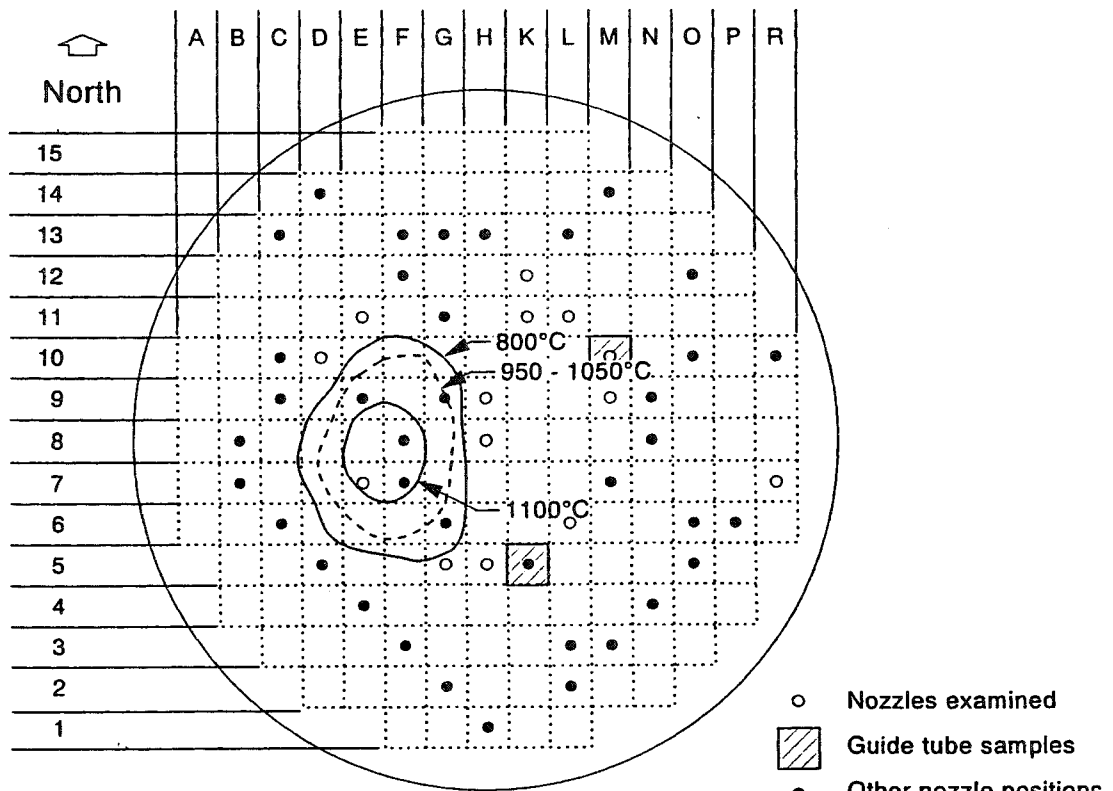 A B C D E F G H K L M N O P R
North
15
14
13
12
11
10
800°C
950 - 1050°C
9
8
7
1100°C
6
5
4
3
2
1
Nozzles examined
Guide tube samples
Other nozzle positions